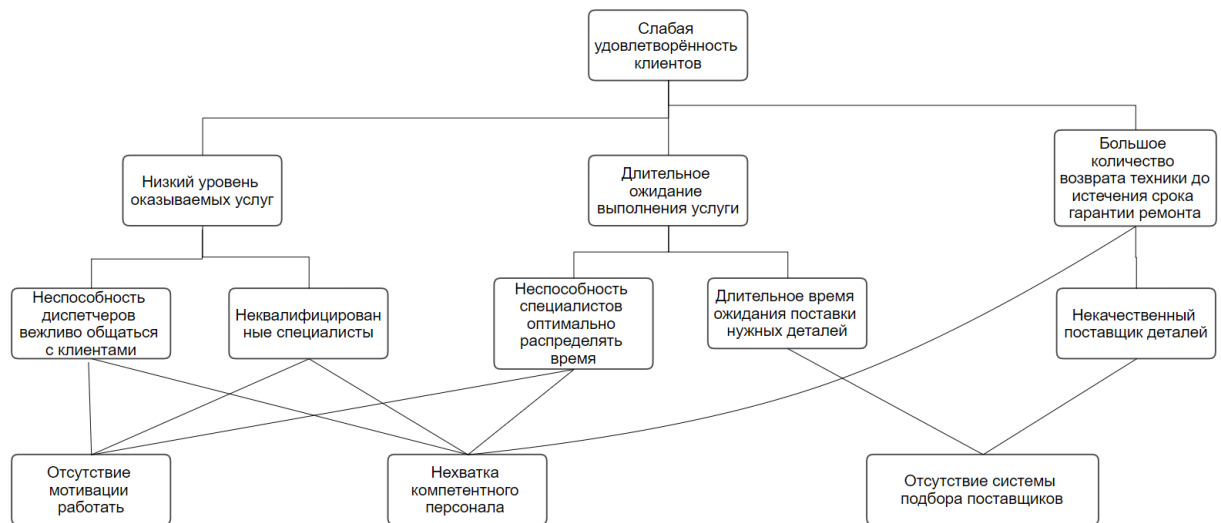 Слабая
удовлетворённость
клиентов
Низкий уровень
оказываемых услуг
Длительное
ожидание
выполнения услуги
Большое
количество
возврата техники до
истечения срока
гарантии ремонта
Неспособность
диспетчеров
вежливо общаться
с клиентами
Неквалифицирован
ные специалисты
Неспособность
специалистов
оптимально
распределять
время
Длительное время
ожидания поставки
нужных деталей
Некачественный
поставщик деталей
Отсутствие
мотивации
работать
Нехватка
компетентного
персонала
Отсутствие системы
подбора поставщиков